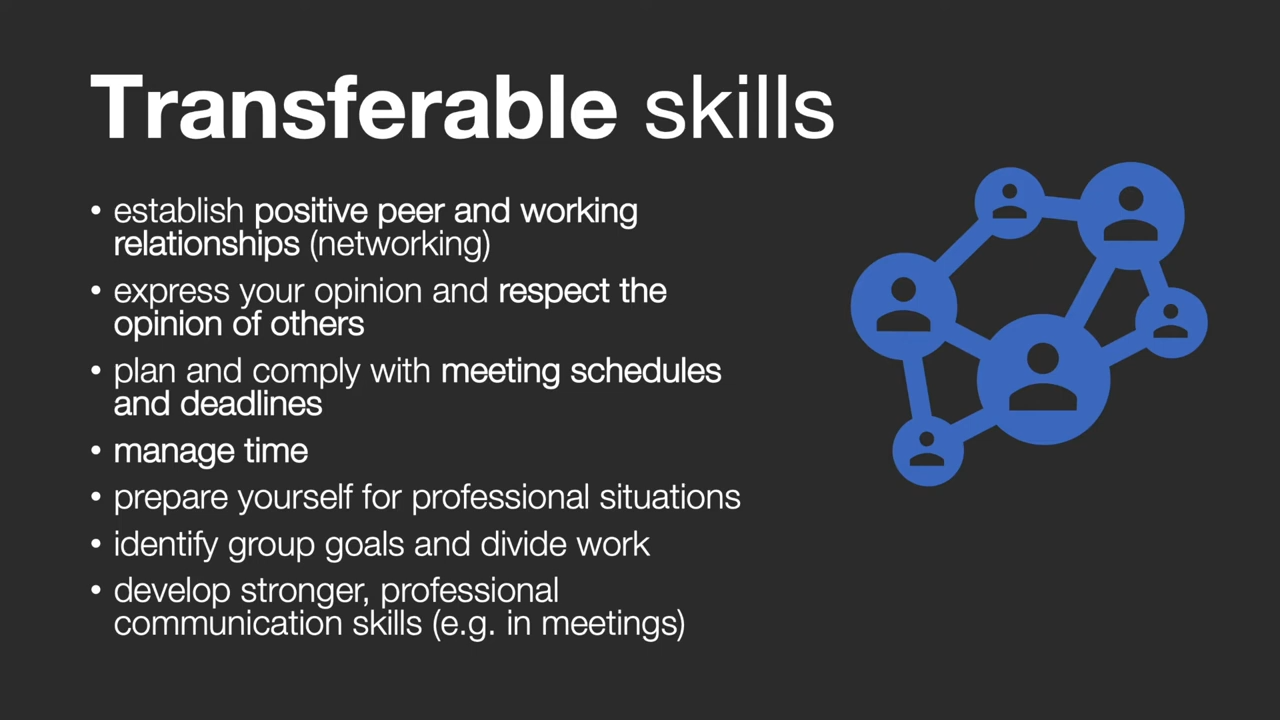 Transferable skills
• establish positive peer and working
relationships (networking)
• express your opinion and respect the
opinion of others
• plan and comply with meeting schedules
and deadlines
• manage time
• prepare yourself for professional situations
• identify group goals and divide work
• develop stronger, professional
communication skills (e.g. in meetings)